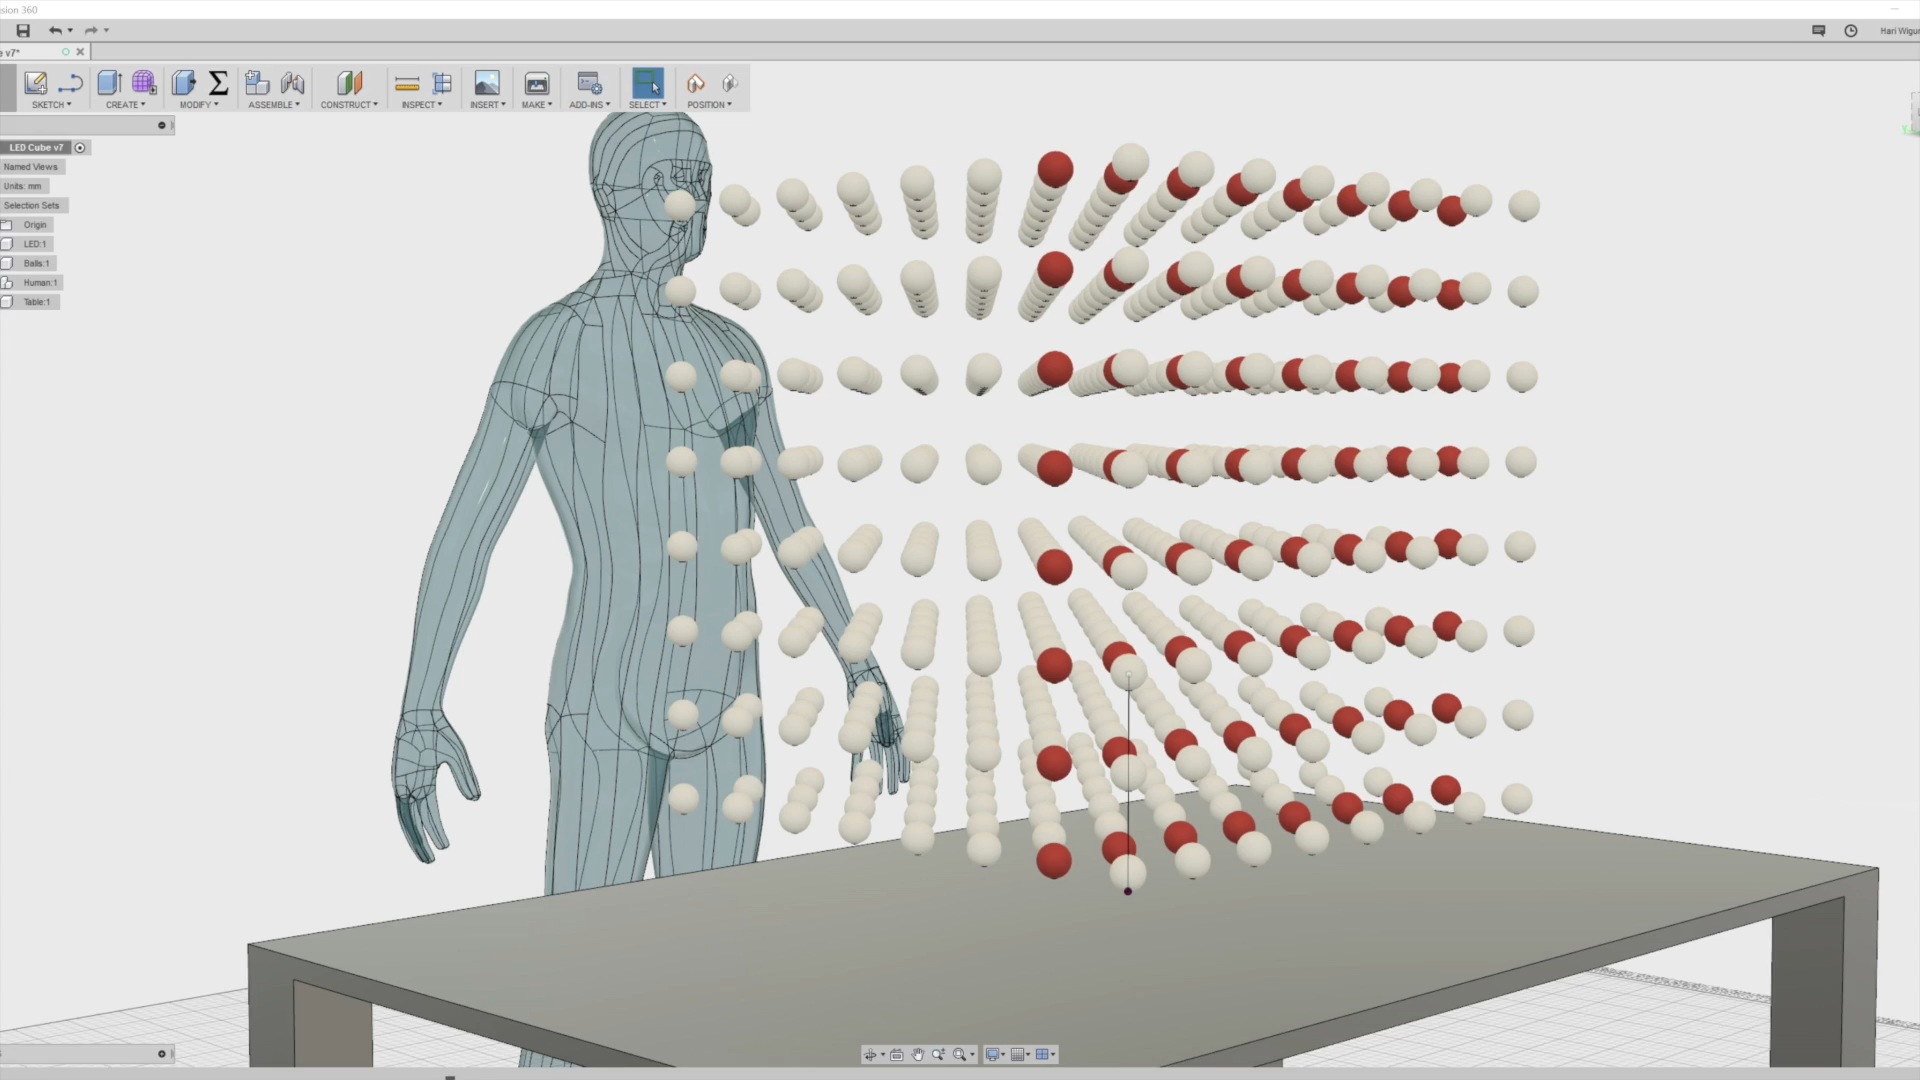 sion 360
Hari Wigu
e v7*
SKETCH CREATE MODIFY ASSEMBLE CONSTRUCT INSPECT INSERT MAKE ADD-INS SELECT POSITION
LED Cube v7
Named Views
Units: mm
Selection Sets
Origin
LED:1
Balls:1
Human:1
Table:1